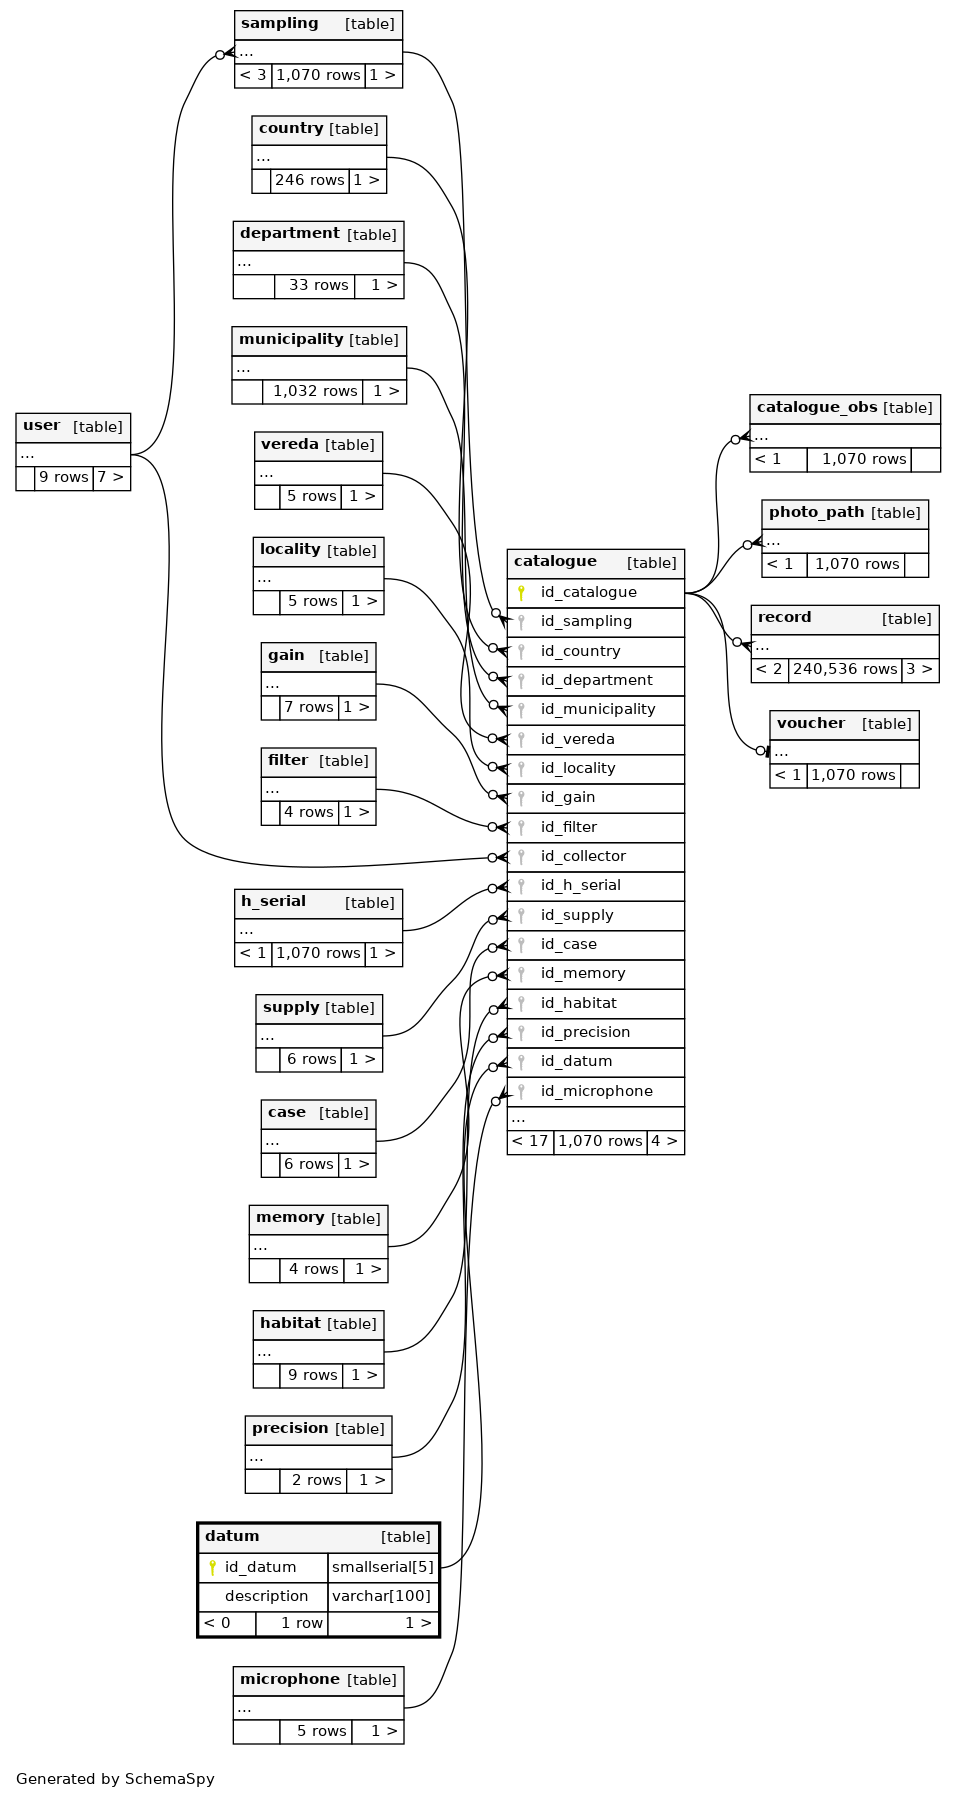 sampling [table]
...
< 3 1,070 rows 1 >
country [table]
...
246 rows 1 >
department [table]
...
33 rows 1 >
municipality [table]
...
1,032 rows 1 >
user [table]
...
9 rows 7 >
vereda [table]
...
5 rows 1 >
locality [table]
...
5 rows 1 >
gain [table]
...
7 rows 1 >
filter [table]
...
4 rows 1 >
h_serial [table]
...
< 1 1,070 rows 1 >
supply [table]
...
6 rows 1 >
case [table]
...
6 rows 1 >
memory [table]
...
4 rows 1 >
habitat [table]
...
9 rows 1 >
precision [table]
...
2 rows 1 >
datum [table]
id_datum smallserial[5]
description varchar[100]
< 0 1 row 1 >
microphone [table]
...
5 rows 1 >
catalogue [table]
id_catalogue
id_sampling
id_country
id_department
id_municipality
id_vereda
id_locality
id_gain
id_filter
id_collector
id_h_serial
id_supply
id_case
id_memory
id_habitat
id_precision
id_datum
id_microphone
...
< 17 1,070 rows 4 >
catalogue_obs [table]
...
< 1 1,070 rows
photo_path [table]
...
< 1 1,070 rows
record [table]
...
< 2 240,536 rows 3 >
voucher [table]
...
< 1 1,070 rows
Generated by SchemaSpy